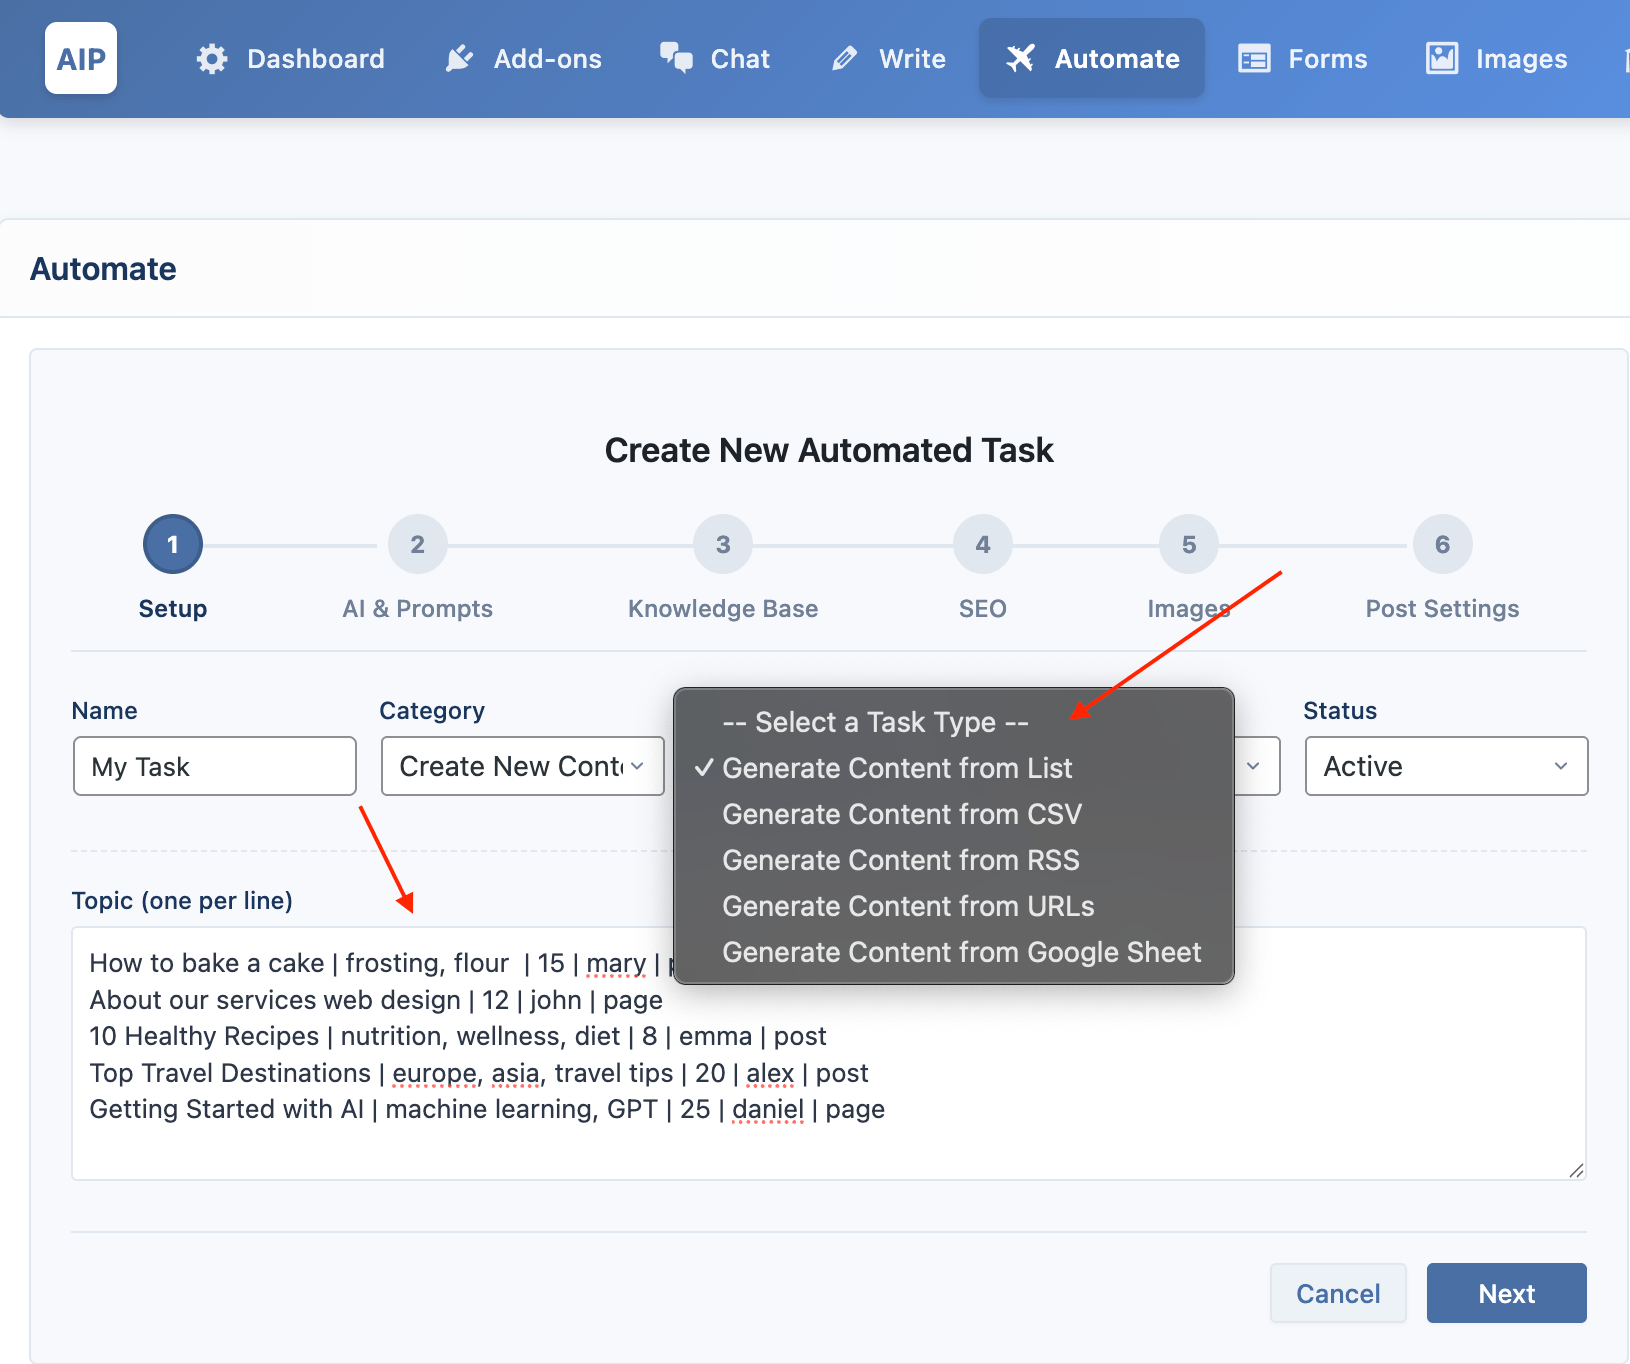 AIP Dashboard Add-ons Chat Write Automate Forms Images
Automate
Create New Automated Task
1 2 3 4 5 6
Setup AI & Prompts Knowledge Base SEO Images Post Settings
Name Category Status
My Task Create New Cont Active
-- Select a Task Type --
✓ Generate Content from List
Generate Content from CSV
Generate Content from RSS
Generate Content from URLs
Generate Content from Google Sheet
Topic (one per line)
How to bake a cake | frosting, flour  | 15 | mary |
About our services web design | 12 | john | page
10 Healthy Recipes | nutrition, wellness, diet | 8 | emma | post
Top Travel Destinations | europe, asia, travel tips | 20 | alex | post
Getting Started with AI | machine learning, GPT | 25 | daniel | page
Cancel Next